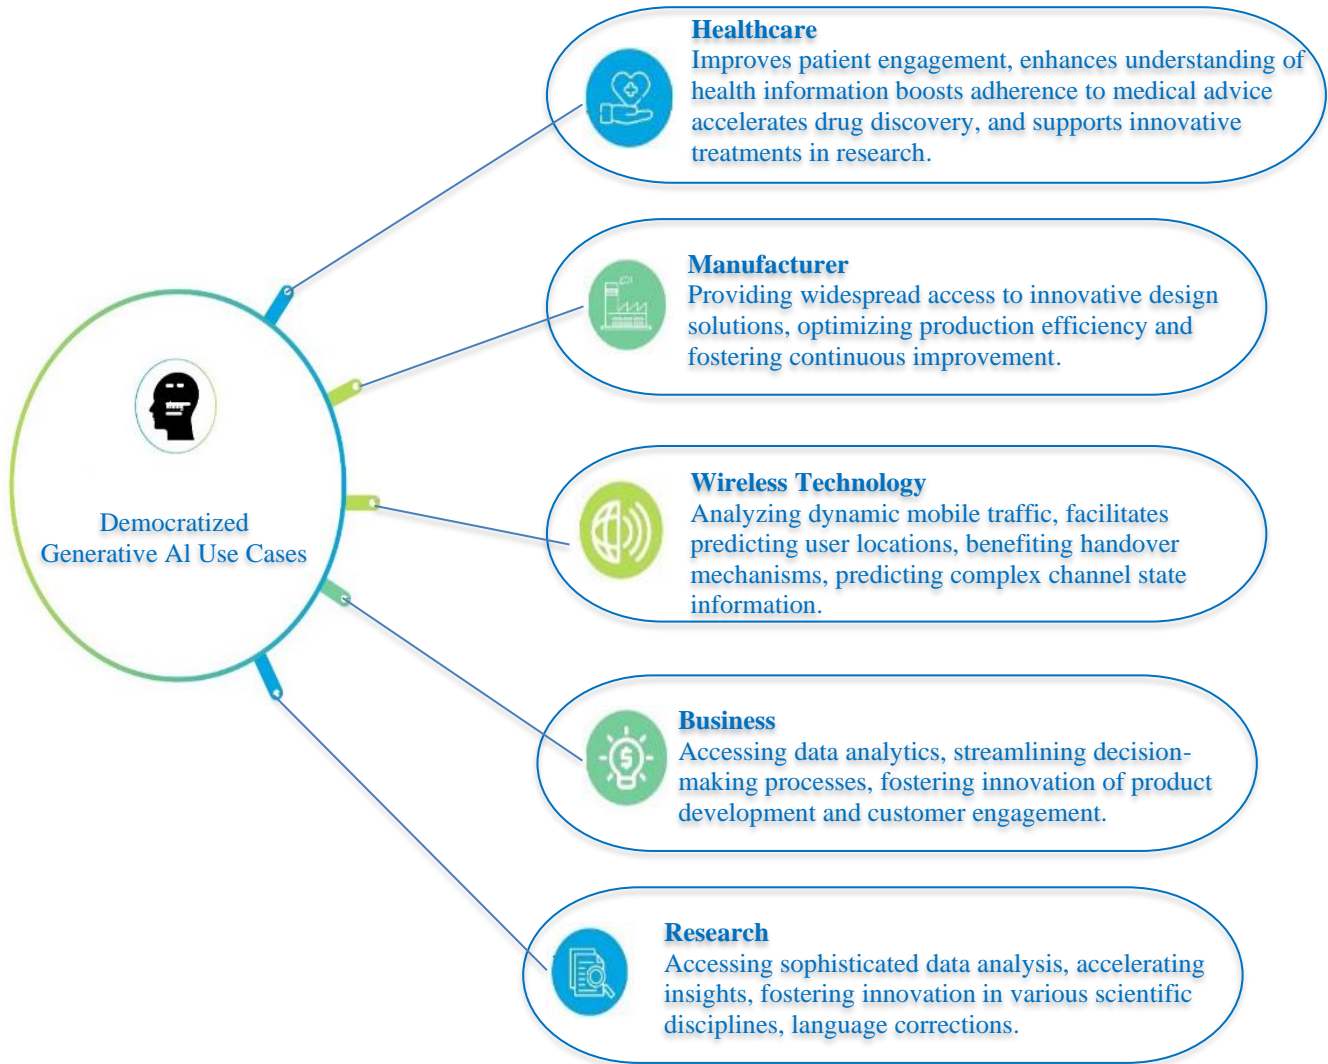 Healthcare
Improves patient engagement, enhances understanding of
health information boosts adherence to medical advice
accelerates drug discovery, and supports innovative
treatments in research.
Manufacturer
Providing widespread access to innovative design
solutions, optimizing production efficiency and
fostering continuous improvement.
Democratized
Generative Al Use Cases
Wireless Technology
Analyzing dynamic mobile traffic, facilitates
predicting user locations, benefiting handover
mechanisms, predicting complex channel state
information.
Business
Accessing data analytics, streamlining decision-
making processes, fostering innovation of product
development and customer engagement.
Research
Accessing sophisticated data analysis, accelerating
insights, fostering innovation in various scientific
disciplines, language corrections.